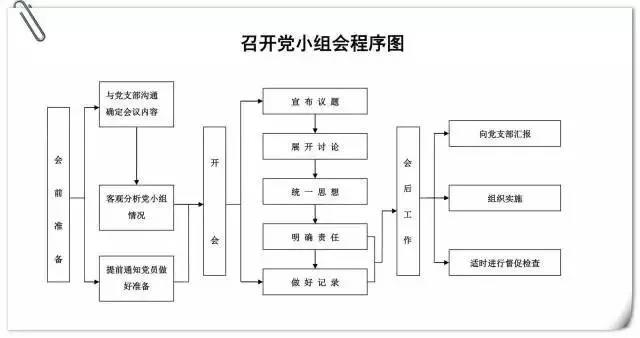 召开党小组会程序图
会前准备
与党支部沟通
确定会议内容
客观分析党小组
情况
提前通知党员做
好准备
开会
宣布议题
展开讨论
统一思想
明确责任
做好记录
会后工作
向党支部汇报
组织实施
适时进行督促检查